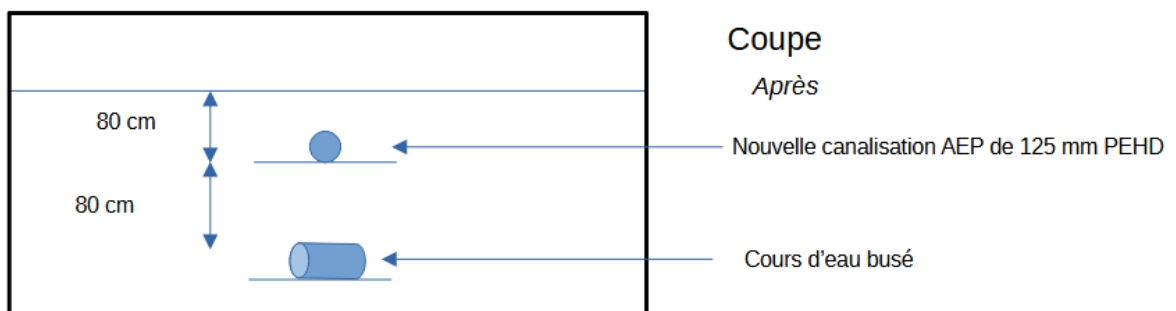 Coupe
Après
80 cm
Nouvelle canalisation AEP de 125 mm PEHD
80 cm
Cours d’eau busé